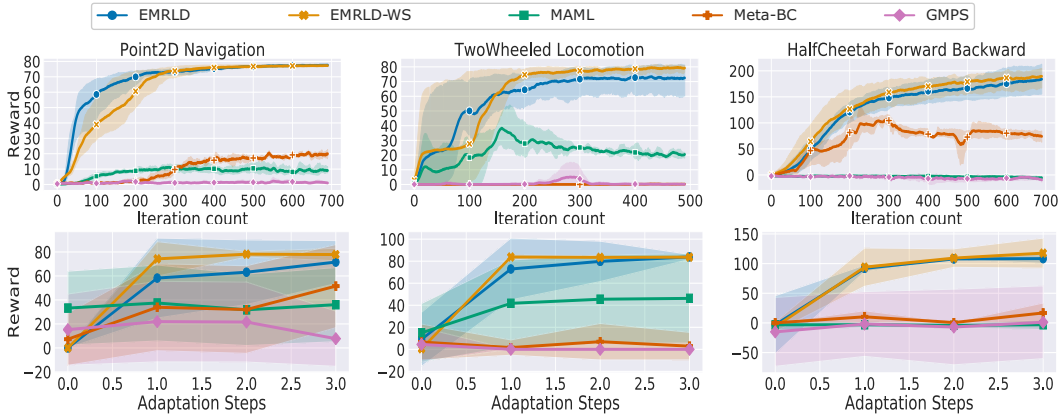 EMRLD EMRLD-WS MAML Meta-BC GMPS
Point2D Navigation TwoWheeled Locomotion HalfCheetah Forward Backward
Reward
80
70
60
50
40
30
20
10
0
0 100 200 300 400 500 600 700
Iteration count
80
70
60
50
40
30
20
10
0
0 100 200 300 400 500
Iteration count
200
150
100
50
0
0 100 200 300 400 500 600 700
Iteration count
Reward
80
60
40
20
0
−20
0.0 0.5 1.0 1.5 2.0 2.5 3.0
Adaptation Steps
100
80
60
40
20
0
−20
0.0 0.5 1.0 1.5 2.0 2.5 3.0
Adaptation Steps
150
100
50
0
−50
0.0 0.5 1.0 1.5 2.0 2.5 3.0
Adaptation Steps